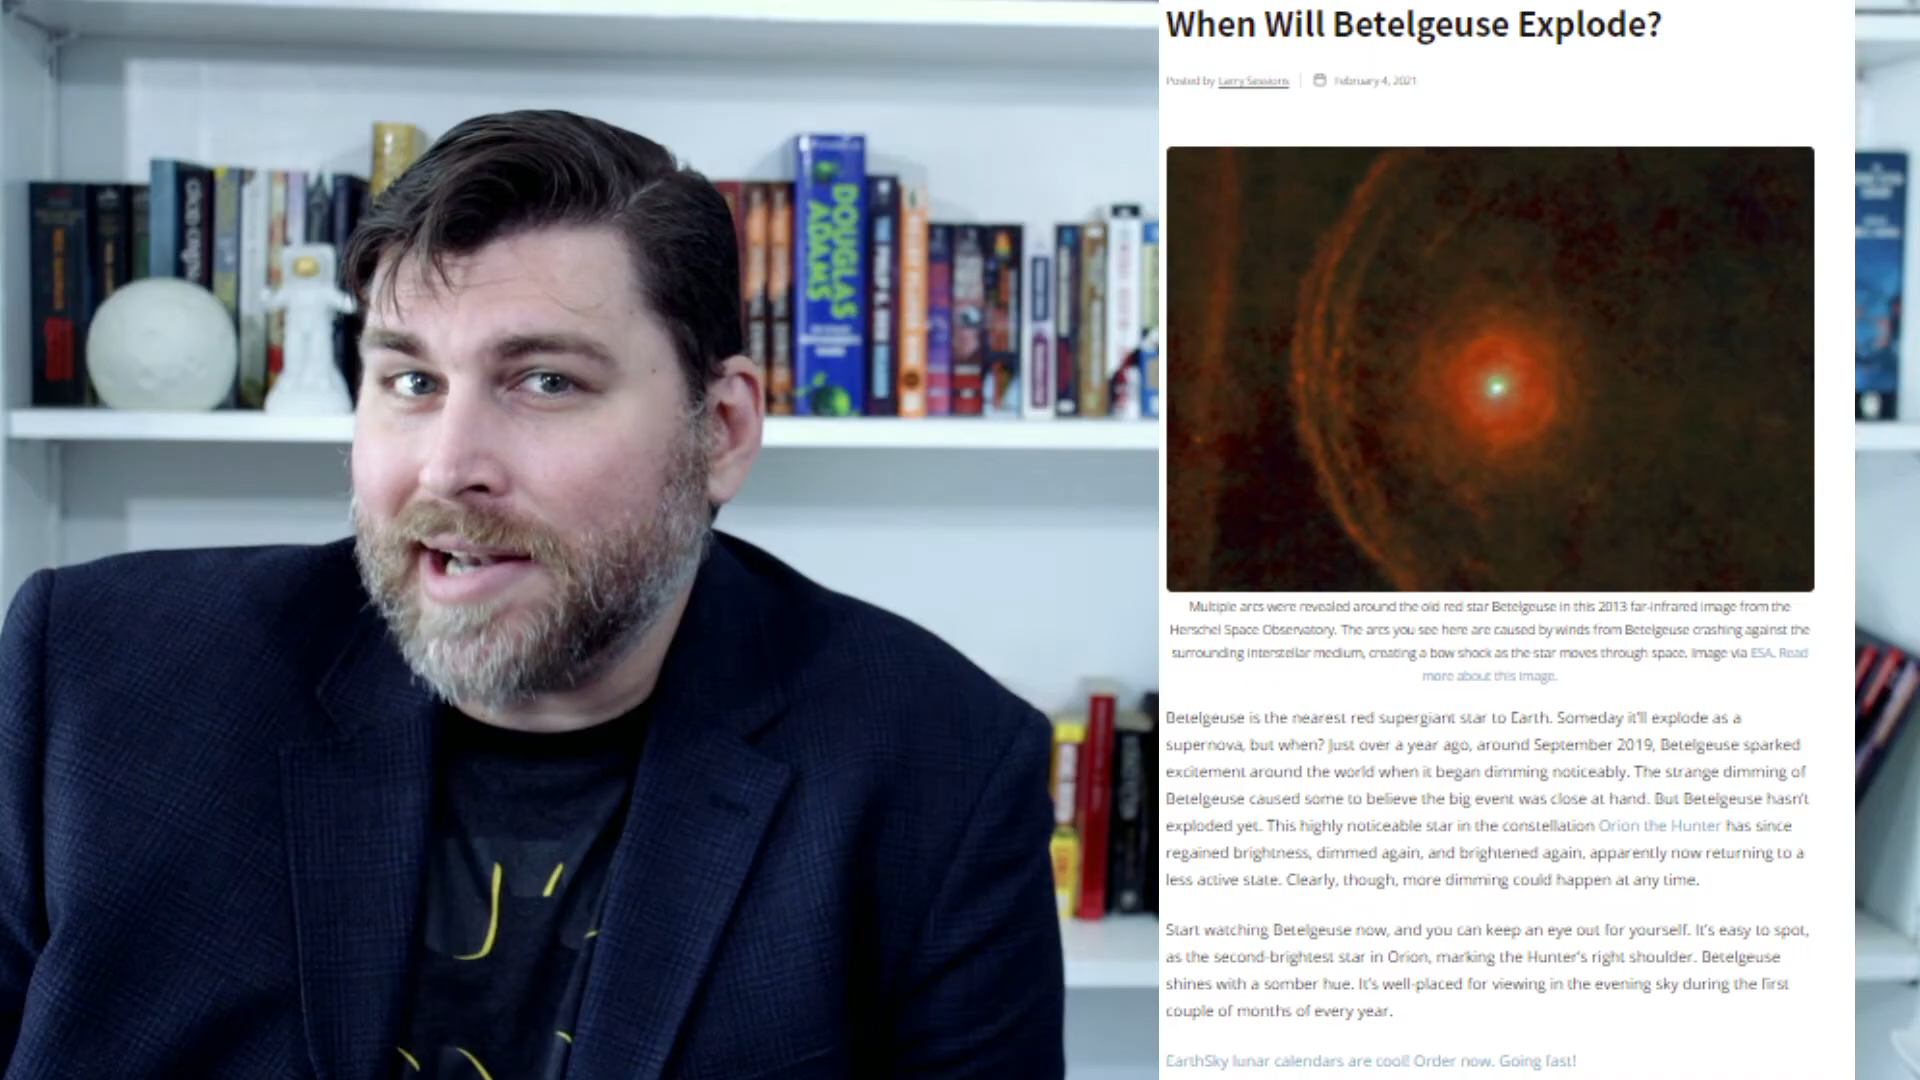 When Will Betelgeuse Explode?
Posted by Larry Sessions | February 4, 2021
DOUGLAS
ADAMS
Multiple arcs were revealed around the old red star Betelgeuse in this 2013 far-infrared image from the
Herschel Space Observatory. The arcs you see here are caused by winds from Betelgeuse crashing against the
surrounding interstellar medium, creating a bow shock as the star moves through space. Image via ESA. Read
more about this image.
Betelgeuse is the nearest red supergiant star to Earth. Someday it'll explode as a
supernova, but when? Just over a year ago, around September 2019, Betelgeuse sparked
excitement around the world when it began dimming noticeably. The strange dimming of
Betelgeuse caused some to believe the big event was close at hand. But Betelgeuse hasn't
exploded yet. This highly noticeable star in the constellation Orion the Hunter has since
regained brightness, dimmed again, and brightened again, apparently now returning to a
less active state. Clearly, though, more dimming could happen at any time.
Start watching Betelgeuse now, and you can keep an eye out for yourself. It's easy to spot,
as the second-brightest star in Orion, marking the Hunter's right shoulder. Betelgeuse
shines with a somber hue. It's well-placed for viewing in the evening sky during the first
couple of months of every year.
EarthSky lunar calendars are cool! Order now. Going fast!